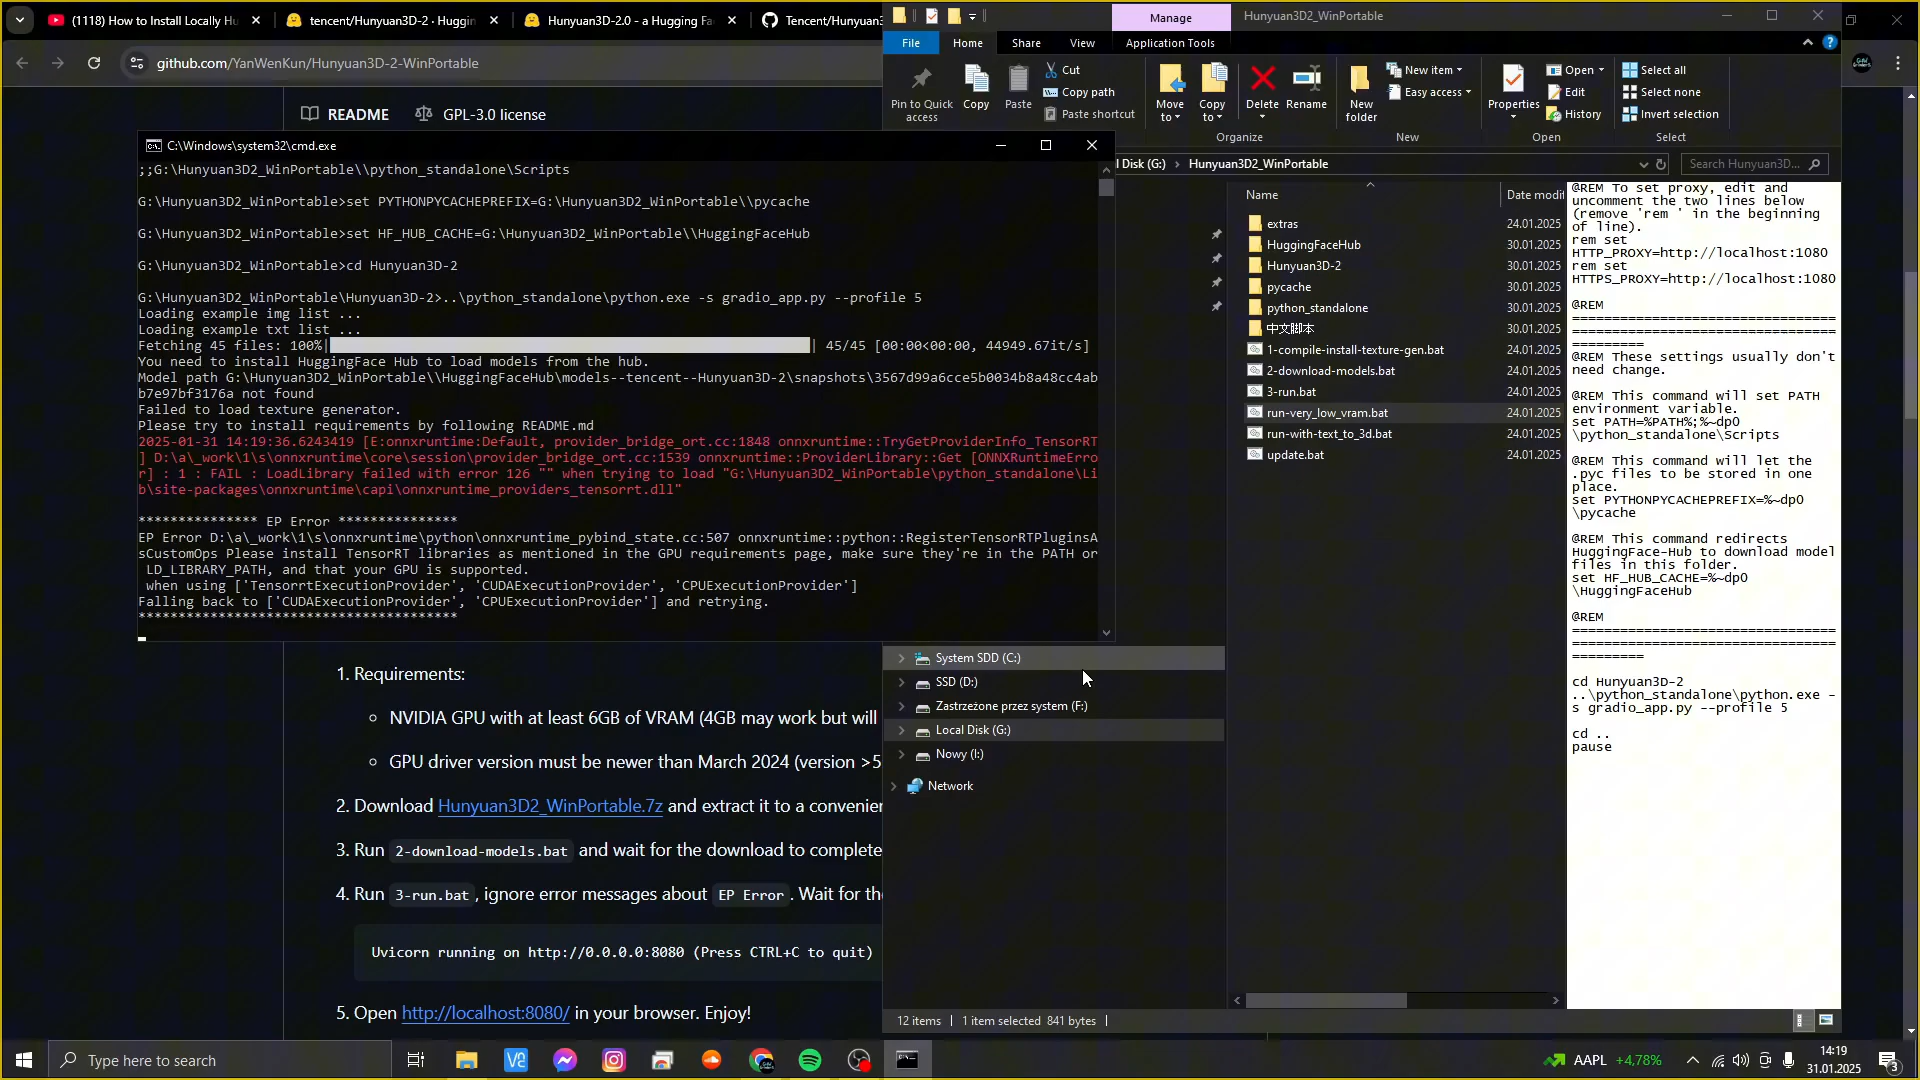 (1118) How to Install Locally Hu
tencent/Hunyuan3D-2 · Huggin
Hunyuan3D-2.0 - a Hugging Fa
Tencent/Hunyuan3
github.com/YanWenKun/Hunyuan3D-2-WinPortable
README
GPL-3.0 license
Manage
Hunyuan3D2_WinPortable
File
Home
Share
View
Application Tools
Pin to Quick access
Copy
Paste
Cut
Copy path
Paste shortcut
Move to
Copy to
Delete
Rename
Organize
New folder
New item
Easy access
New
Properties
Open
Edit
History
Open
Select all
Select none
Invert selection
Select
l Disk (G:) › Hunyuan3D2_WinPortable
Search Hunyuan3D...
C:\Windows\system32\cmd.exe
;;G:\Hunyuan3D2_WinPortable\\python_standalone\Scripts
G:\Hunyuan3D2_WinPortable>set PYTHONPYCACHEPREFIX=G:\Hunyuan3D2_WinPortable\\pycache
G:\Hunyuan3D2_WinPortable>set HF_HUB_CACHE=G:\Hunyuan3D2_WinPortable\\HuggingFaceHub
G:\Hunyuan3D2_WinPortable>cd Hunyuan3D-2
G:\Hunyuan3D2_WinPortable\Hunyuan3D-2>..\python_standalone\python.exe -s gradio_app.py --profile 5
Loading example img list ...
Loading example txt list ...
Fetching 45 files: 100%| | 45/45 [00:00<00:00, 44949.67it/s]
You need to install HuggingFace Hub to load models from the hub.
Model path G:\Hunyuan3D2_WinPortable\\HuggingFaceHub\models--tencent--Hunyuan3D-2\snapshots\3567d99a6cce5b0034b8a48cc4ab
b7e97bf3176a not found
Failed to load texture generator.
Please try to install requirements by following README.md
2025-01-31 14:19:36.6243419 [E:onnxruntime:Default, provider_bridge_ort.cc:1848 onnxruntime::TryGetProviderInfo_TensorRT
] D:\a\_work\1\s\onnxruntime\core\session\provider_bridge_ort.cc:1539 onnxruntime::ProviderLibrary::Get [ONNXRuntimeErro
r] : 1 : FAIL : LoadLibrary failed with error 126 "" when trying to load "G:\Hunyuan3D2_WinPortable\python_standalone\Li
b\site-packages\onnxruntime\capi\onnxruntime_providers_tensorrt.dll"
*************** EP Error ***************
EP Error D:\a\_work\1\s\onnxruntime\python\onnxruntime_pybind_state.cc:507 onnxruntime::python::RegisterTensorRTPluginsA
sCustomOps Please install TensorRT libraries as mentioned in the GPU requirements page, make sure they're in the PATH or
LD_LIBRARY_PATH, and that your GPU is supported.
when using ['TensorrtExecutionProvider', 'CUDAExecutionProvider', 'CPUExecutionProvider']
Falling back to ['CUDAExecutionProvider', 'CPUExecutionProvider'] and retrying.
****************************************
Name
Date modif
extras 24.01.2025
HuggingFaceHub 30.01.2025
Hunyuan3D-2 30.01.2025
pycache 30.01.2025
python_standalone 30.01.2025
中文脚本 30.01.2025
1-compile-install-texture-gen.bat 24.01.2025
2-download-models.bat 24.01.2025
3-run.bat 24.01.2025
run-very_low_vram.bat 24.01.2025
run-with-text_to_3d.bat 24.01.2025
update.bat 24.01.2025
@REM To set proxy, edit and
uncomment the two lines below
(remove 'rem ' in the beginning
of line).
rem set
HTTP_PROXY=http://localhost:1080
rem set
HTTPS_PROXY=http://localhost:1080
@REM
================================
================================
=========
@REM These settings usually don't
need change.
@REM This command will set PATH
environment variable.
set PATH=%PATH%;%~dp0
\python_standalone\Scripts
@REM This command will let the
.pyc files to be stored in one
place.
set PYTHONPYCACHEPREFIX=%~dp0
\pycache
@REM This command redirects
HuggingFace-Hub to download model
files in this folder.
set HF_HUB_CACHE=%~dp0
\HuggingFaceHub
@REM
================================
================================
=========
cd Hunyuan3D-2
..\python_standalone\python.exe -
s gradio_app.py --profile 5
cd ..
pause
System SDD (C:)
SSD (D:)
Zastrzeżone przez system (F:)
Local Disk (G:)
Nowy (I:)
Network
12 items
1 item selected 841 bytes
1. Requirements:
NVIDIA GPU with at least 6GB of VRAM (4GB may work but will
GPU driver version must be newer than March 2024 (version >5
2. Download Hunyuan3D2_WinPortable.7z and extract it to a convenien
3. Run 2-download-models.bat and wait for the download to complete
4. Run 3-run.bat , ignore error messages about EP Error . Wait for the
Uvicorn running on http://0.0.0.0:8080 (Press CTRL+C to quit)
5. Open http://localhost:8080/ in your browser. Enjoy!
Type here to search
AAPL +4,78%
14:19
31.01.2025
3